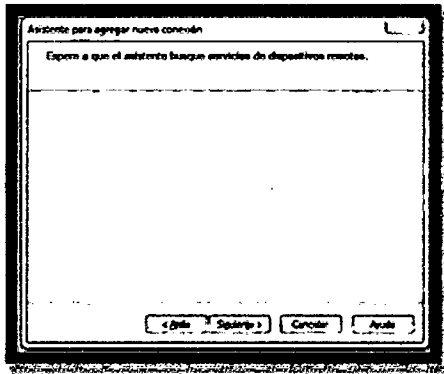 Asistente para agregar nueva conexión
Espere a que el asistente busque servicios de dispositivos remotos.
< Atrás Siguiente > Cancelar Ayuda